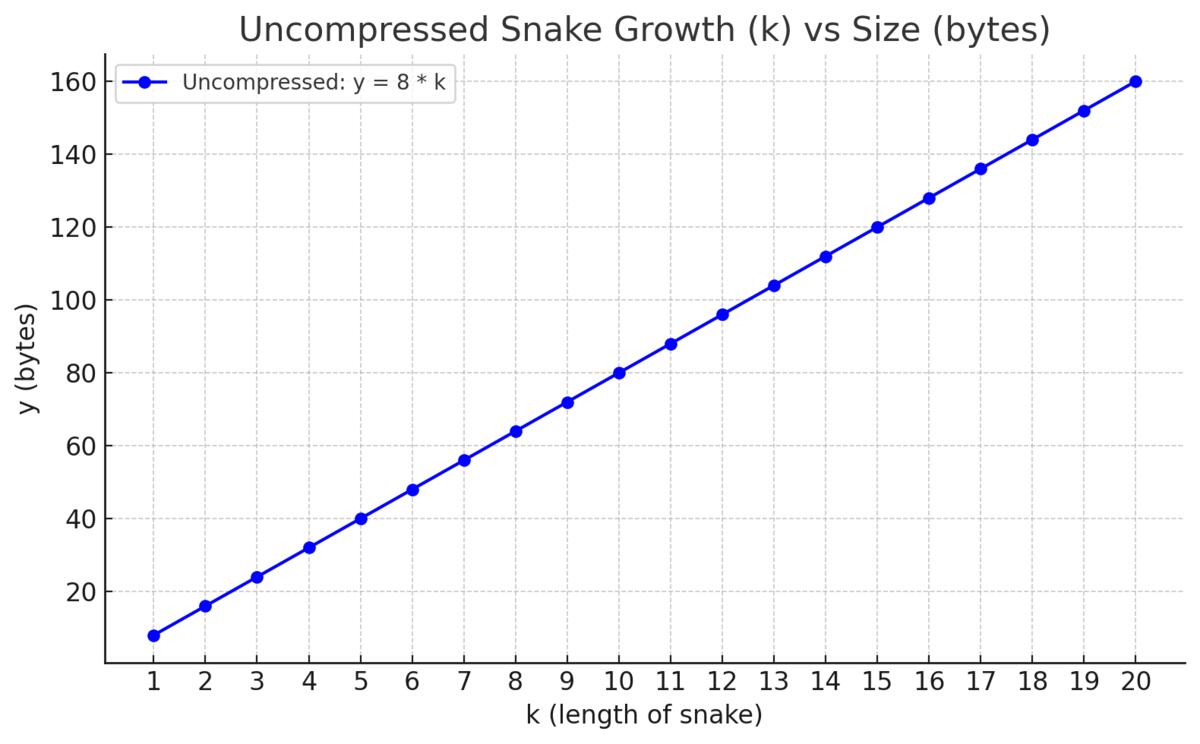 Uncompressed Snake Growth (k) vs Size (bytes)
Uncompressed: y = 8 * k
y (bytes)
160
140
120
100
80
60
40
20
1 2 3 4 5 6 7 8 9 10 11 12 13 14 15 16 17 18 19 20
k (length of snake)